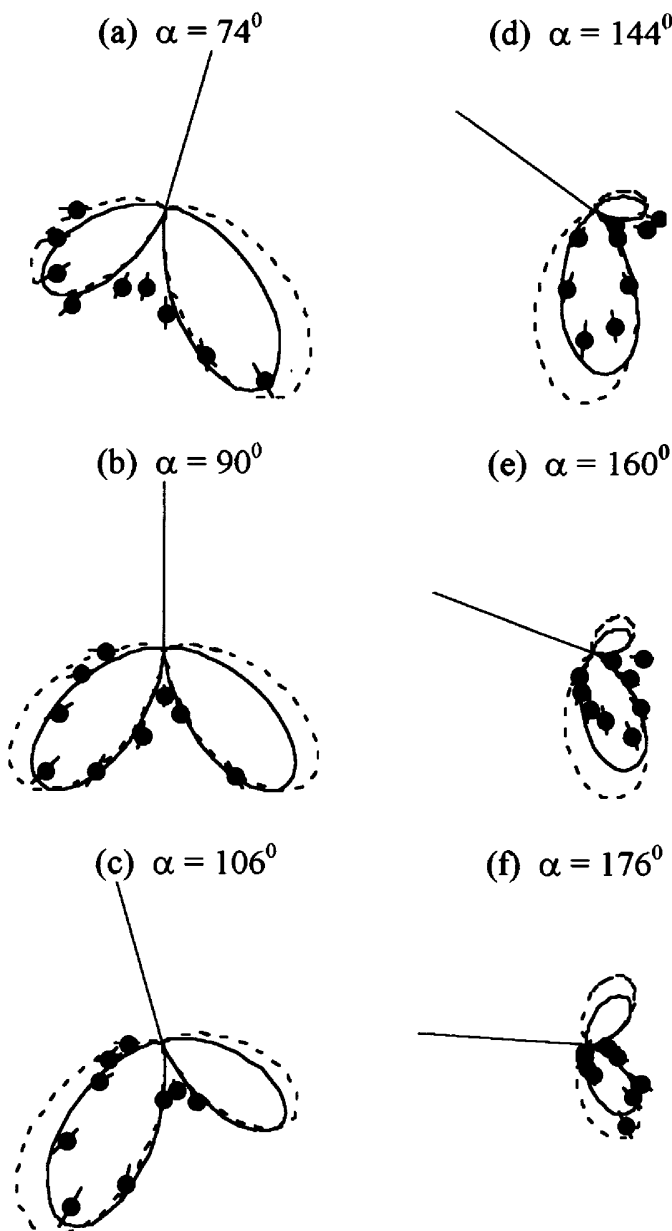 (a) α = 74⁰
(d) α = 144⁰
(b) α = 90⁰
(e) α = 160⁰
(c) α = 106⁰
(f) α = 176⁰